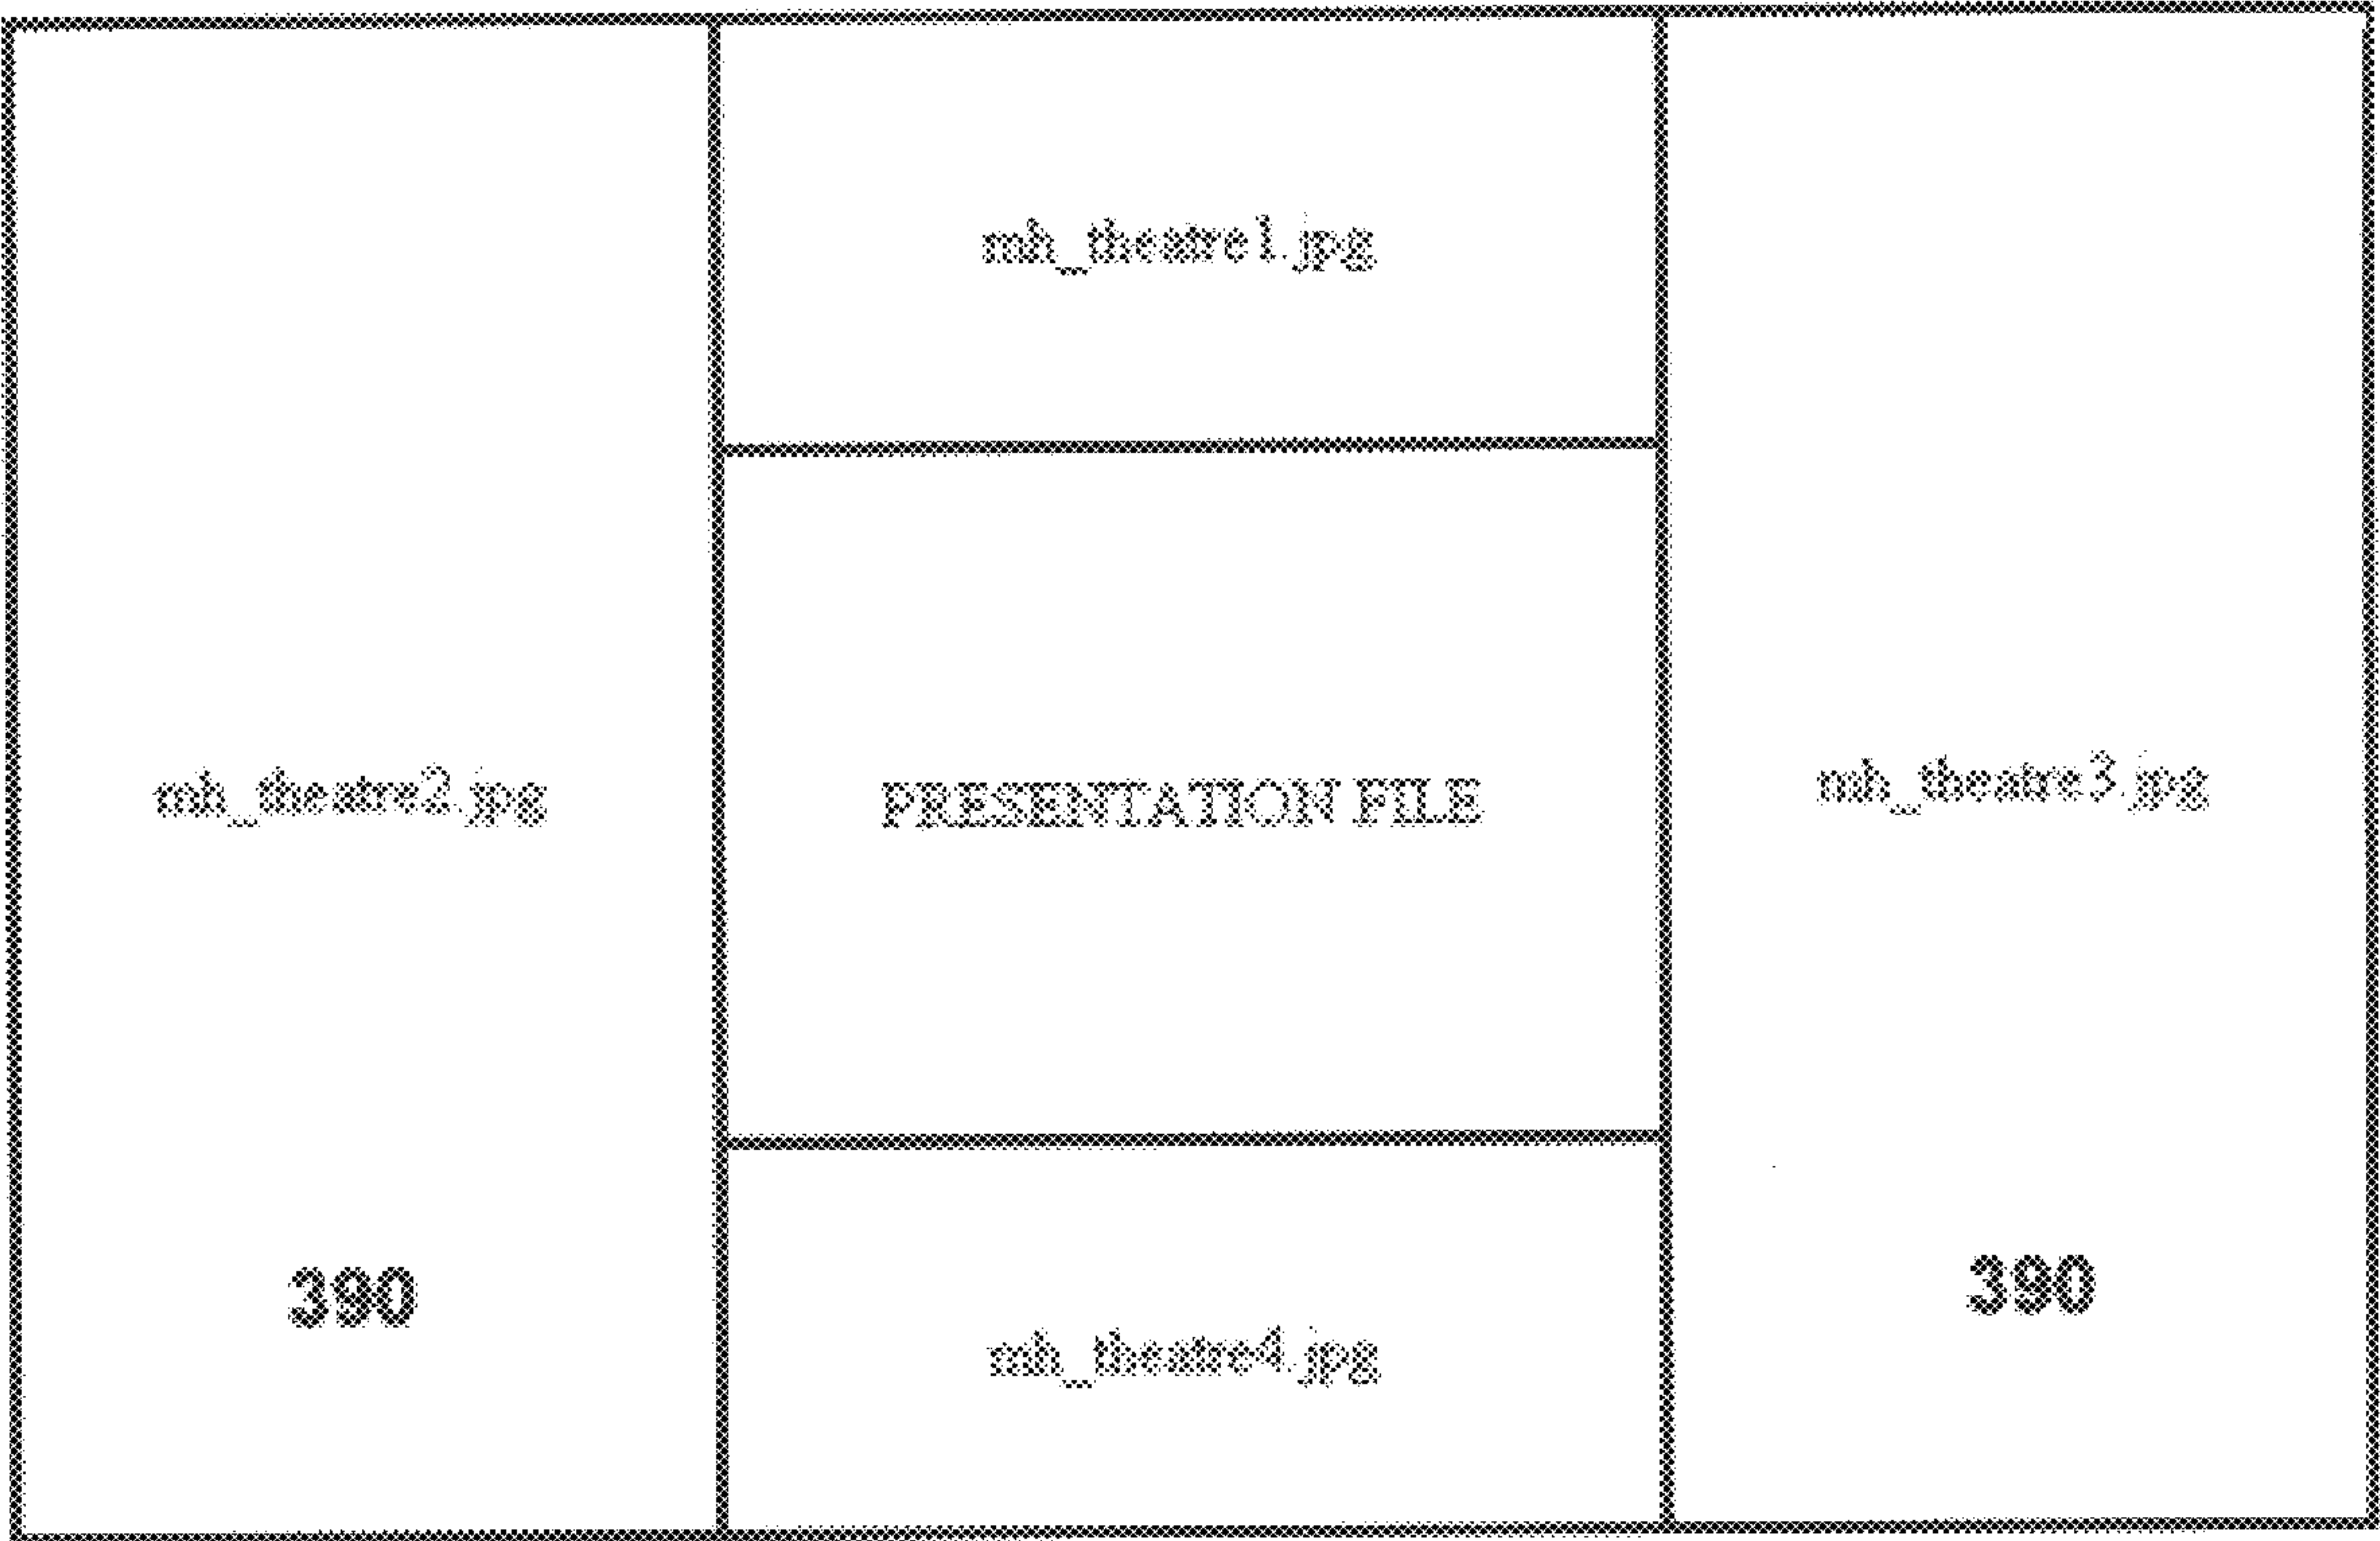 mh_theatre1.jpg
mh_theatre2.jpg
PRESENTATION FILE
mh_theatre3.jpg
390
390
mh_theatre4.jpg